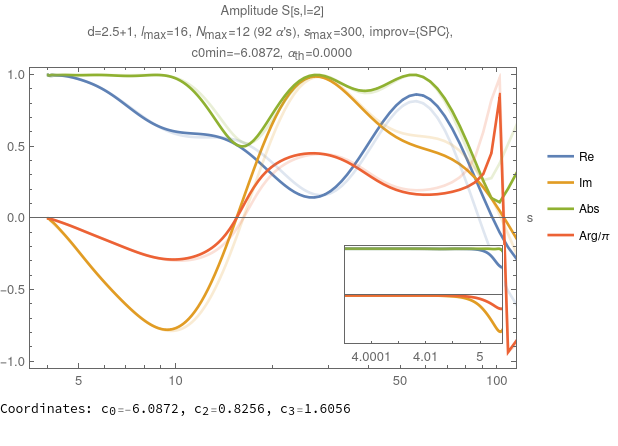 Amplitude S[s,l=2]
d=2.5+1, lmax=16, Nmax=12 (92 α's), smax=300, improv={SPC},
c0min=−6.0872, αth=0.0000
1.0
0.5
0.0
−0.5
−1.0
s
Re
Im
Abs
Arg/π
4.0001 4.01 5
5 10 50 100
Coordinates: c0=−6.0872, c2=0.8256, c3=1.6056